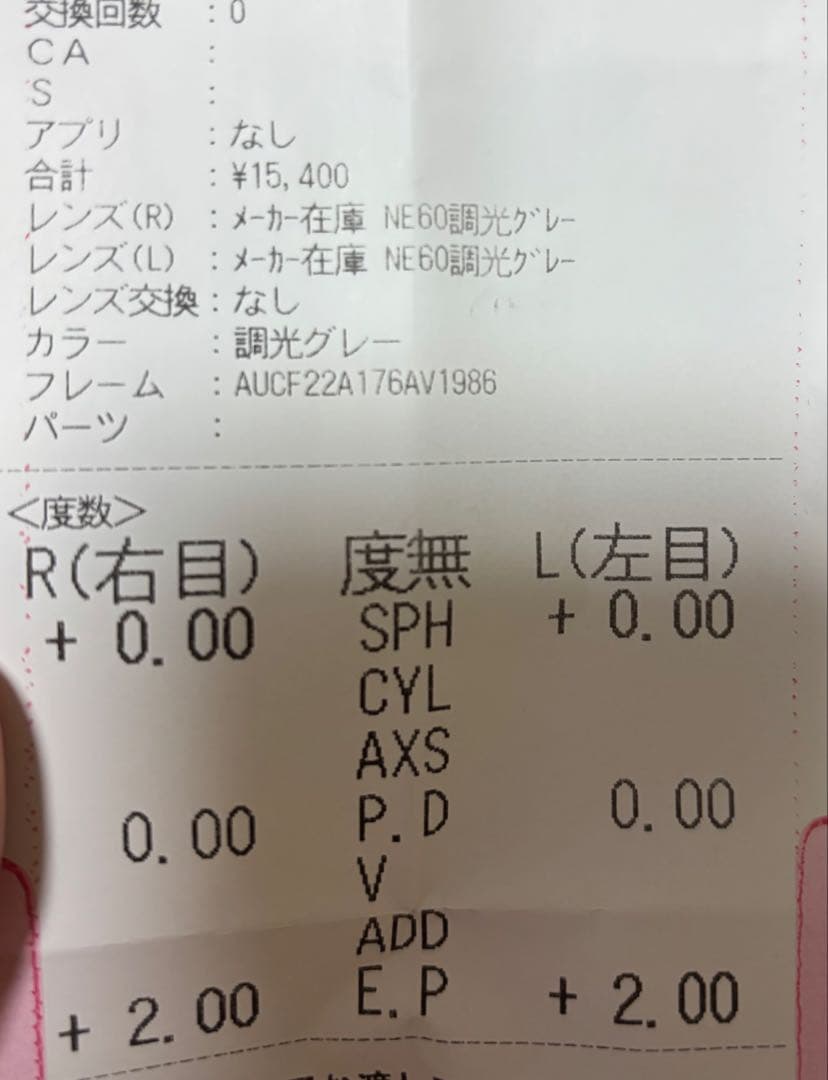 交換回数 : 0
CA :
S :
アプリ : なし
合計 : ¥15,400
レンズ(R) : ﾒｰｶｰ在庫 NE60調光ｸﾞﾚｰ
レンズ(L) : ﾒｰｶｰ在庫 NE60調光ｸﾞﾚｰ
レンズ交換 : なし
カラー : 調光グレー
フレーム : AUCF22A176AV1986
パーツ :
<度数>
R(右目) 度無 L(左目)
+ 0.00 SPH + 0.00
CYL
AXS
0.00 P.D 0.00
V
ADD
+ 2.00 E.P + 2.00